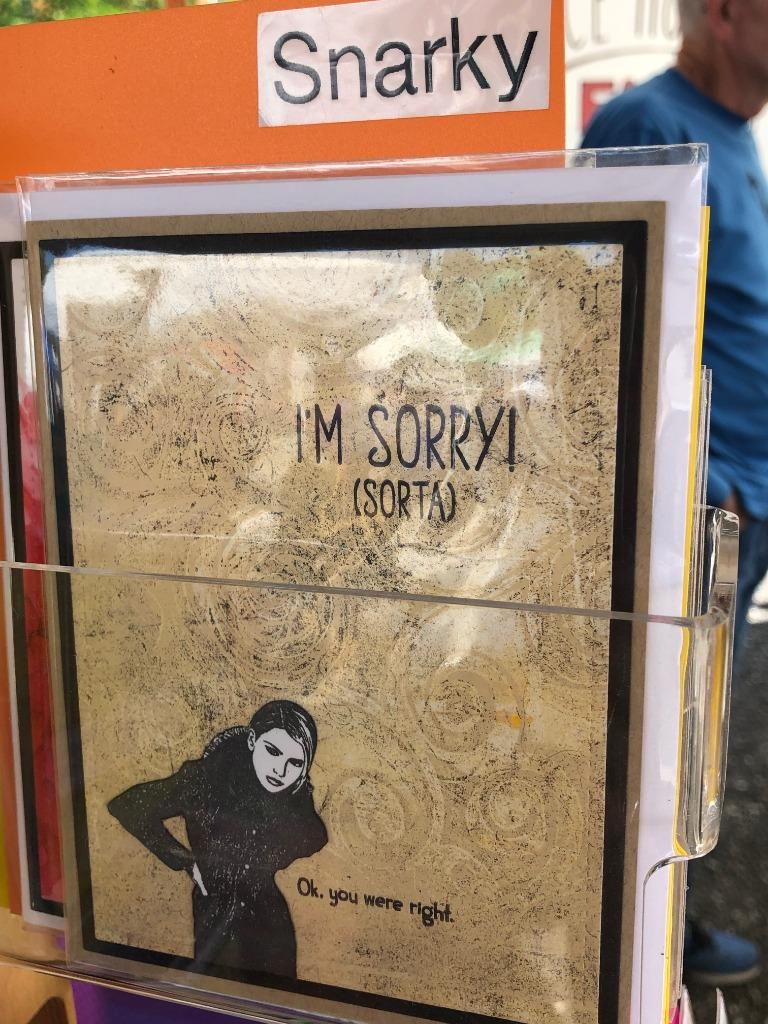 Snarky
I'M SORRY!
(SORTA)
Ok, you were right.